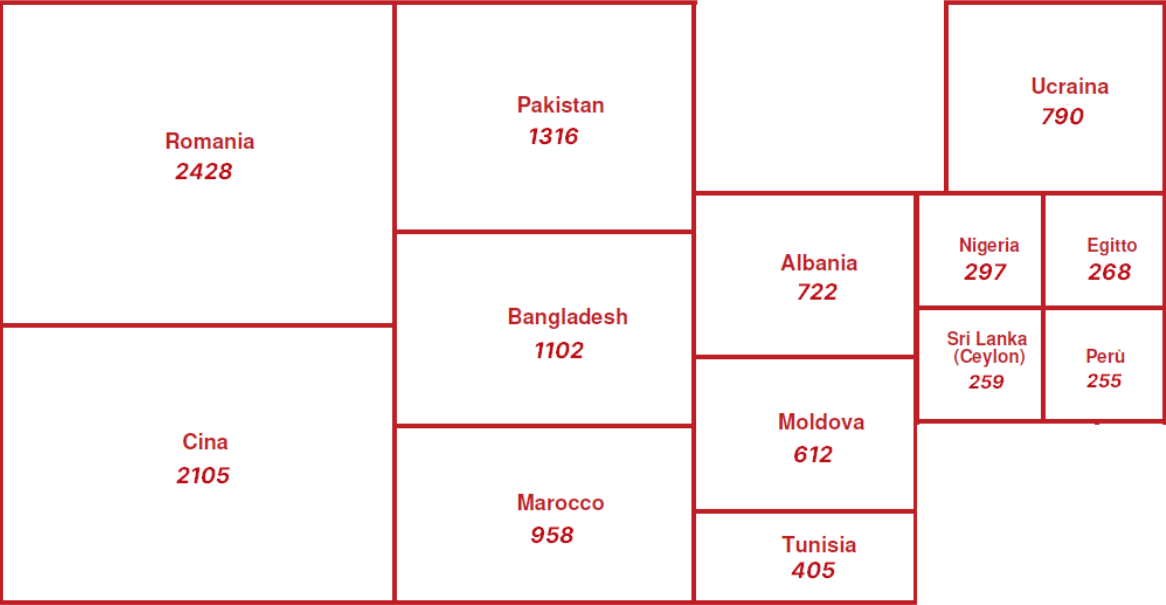 Romania
2428
Cina
2105
Pakistan
1316
Bangladesh
1102
Marocco
958
Albania
722
Moldova
612
Tunisia
405
Ucraina
790
Nigeria
297
Egitto
268
Sri Lanka
(Ceylon)
259
Perù
255